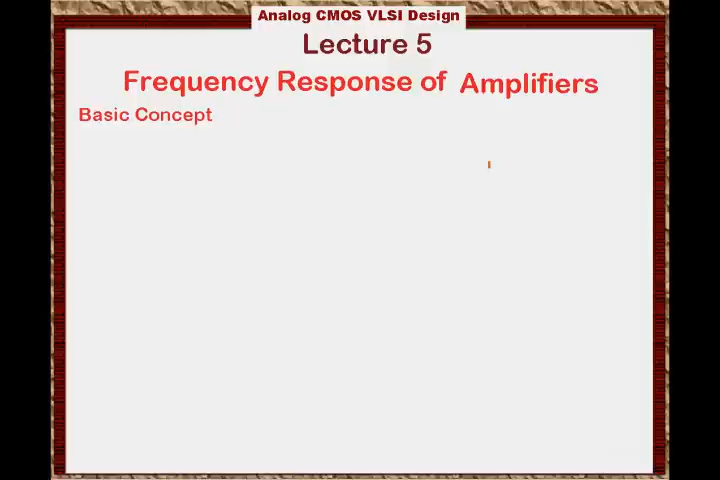 Analog CMOS VLSI Design
Lecture 5
Frequency Response of Amplifiers
Basic Concept